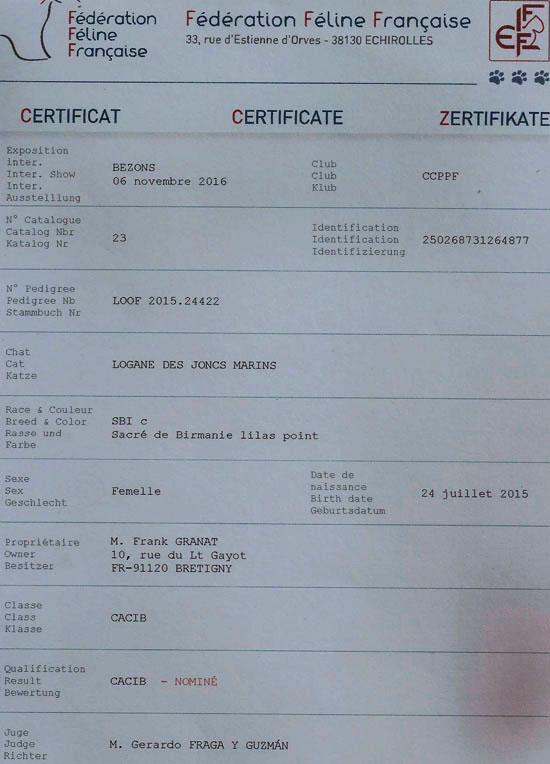 Fédération
Féline
Française
Fédération Féline Française
33, rue d'Estienne d'Orves - 38130 ECHIROLLES
FIFE
CERTIFICAT CERTIFICATE ZERTIFIKATE
Exposition
inter.
Inter. Show
Inter.
Ausstelllung
BEZONS
06 novembre 2016
Club
Club
Klub
CCPPF
N° Catalogue
Catalog Nbr
Katalog Nr
23
Identification
Identification
Identifizierung
250268731264877
N° Pedigree
Pedigree Nb
Stammbuch Nr
LOOF 2015.24422
Chat
Cat
Katze
LOGANE DES JONCS MARINS
Race & Couleur
Breed & Color
Rasse und
Farbe
SBI c
Sacré de Birmanie lilas point
Sexe
Sex
Geschlecht
Femelle
Date de
naissance
Birth date
Geburtsdatum
24 juillet 2015
Propriétaire
Owner
Besitzer
M. Frank GRANAT
10, rue du Lt Gayot
FR-91120 BRETIGNY
Classe
Class
Klasse
CACIB
Qualification
Result
Bewertung
CACIB - NOMINÉ
Juge
Judge
Richter
M. Gerardo FRAGA Y GUZMÁN